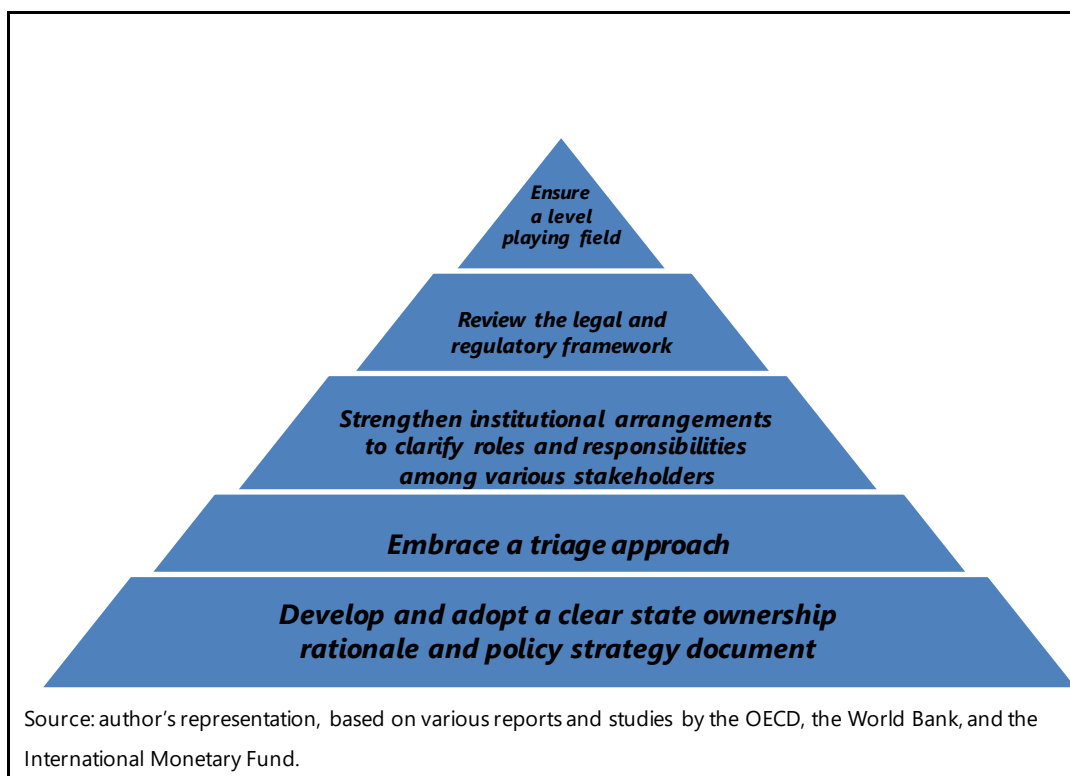 Ensure
a level
playing field
Review the legal and
regulatory framework
Strengthen institutional arrangements
to clarify roles and responsibilities
among various stakeholders
Embrace a triage approach
Develop and adopt a clear state ownership
rationale and policy strategy document
Source: author's representation, based on various reports and studies by the OECD, the World Bank, and the
International Monetary Fund.